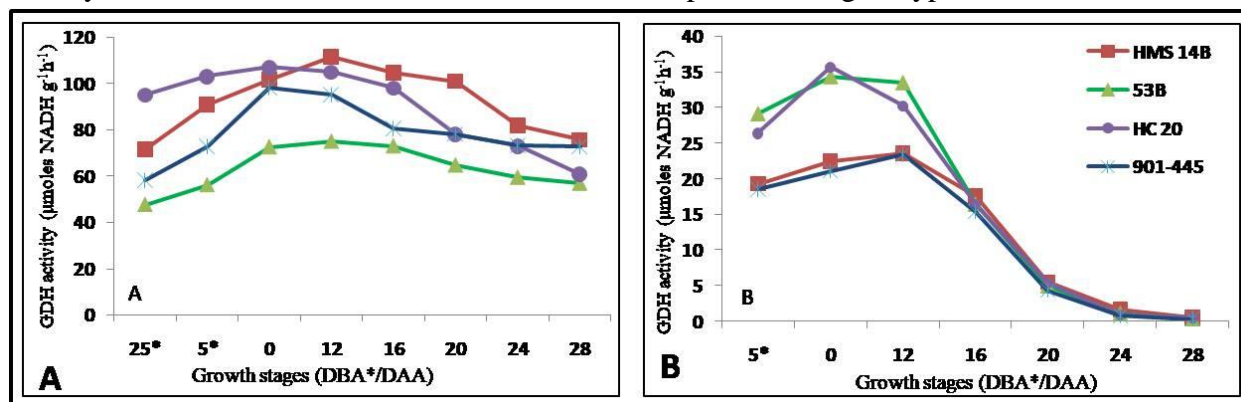 120
100
80
60
40
20
0
GDH activity (µmoles NADH g⁻¹h⁻¹)
A
25* 5* 0 12 16 20 24 28
Growth stages (DBA*/DAA)
A
40
35
30
25
20
15
10
5
0
GDH activity (µmoles NADH g⁻¹h⁻¹)
HMS 14B
53B
HC 20
901-445
B
5* 0 12 16 20 24 28
Growth stages (DBA*/DAA)
B